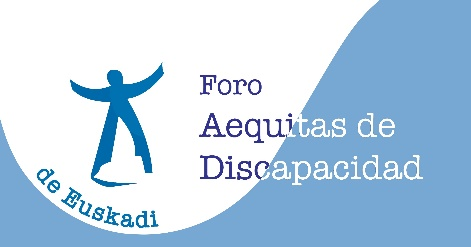 Foro
Aequitas de
Discapacidad
de Euskadi